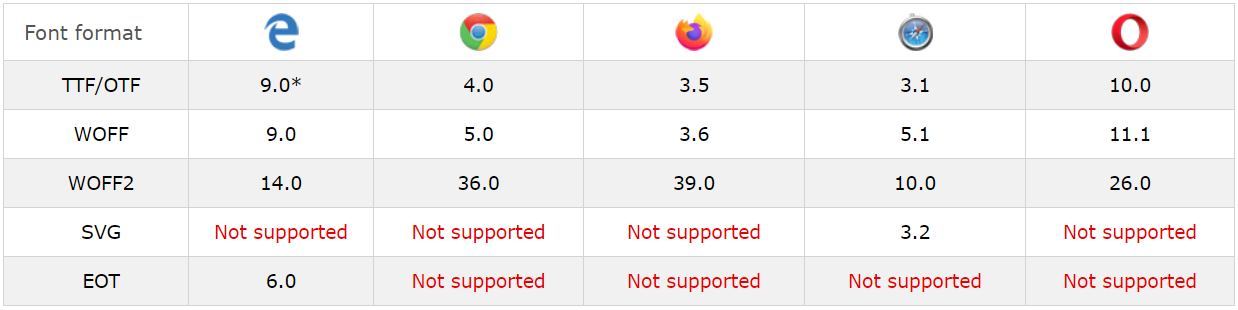 Font format
TTF/OTF 9.0* 4.0 3.5 3.1 10.0
WOFF 9.0 5.0 3.6 5.1 11.1
WOFF2 14.0 36.0 39.0 10.0 26.0
SVG Not supported Not supported Not supported 3.2 Not supported
EOT 6.0 Not supported Not supported Not supported Not supported